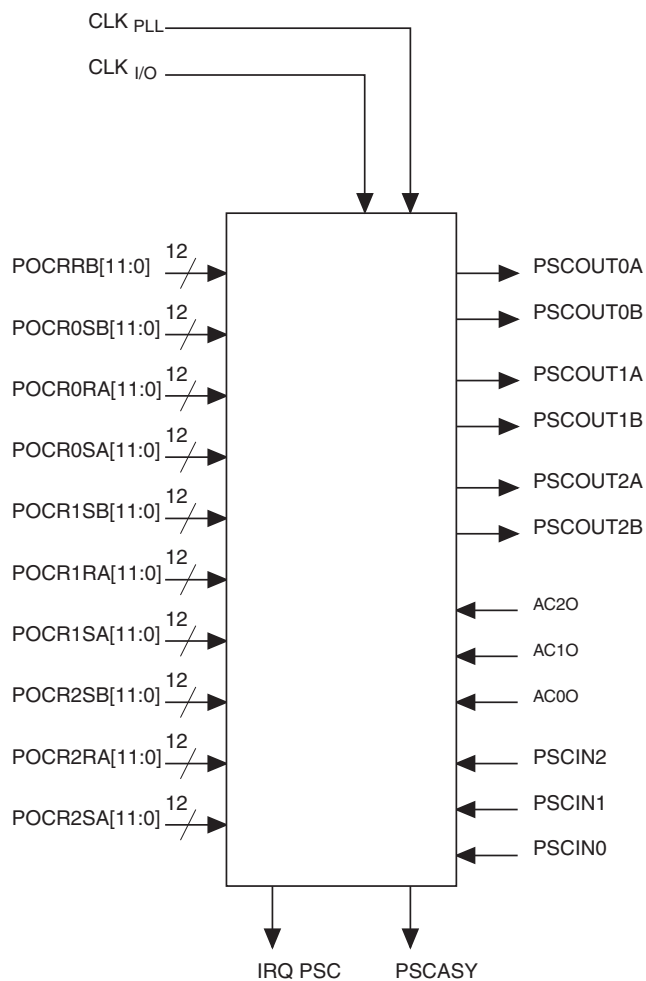 CLK PLL
CLK I/O
POCRRB[11:0] 12
POCR0SB[11:0] 12
POCR0RA[11:0] 12
POCR0SA[11:0] 12
POCR1SB[11:0] 12
POCR1RA[11:0] 12
POCR1SA[11:0] 12
POCR2SB[11:0] 12
POCR2RA[11:0] 12
POCR2SA[11:0] 12
PSCOUT0A
PSCOUT0B
PSCOUT1A
PSCOUT1B
PSCOUT2A
PSCOUT2B
AC2O
AC1O
AC0O
PSCIN2
PSCIN1
PSCIN0
IRQ PSC
PSCASY